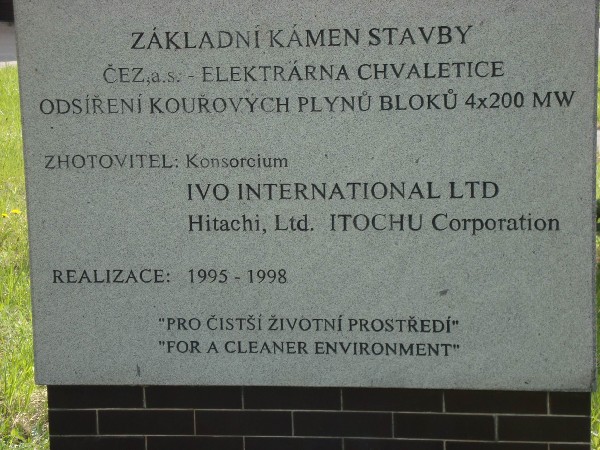 ZÁKLADNÍ KÁMEN STAVBY
ČEZ,a.s. - ELEKTRÁRNA CHVALETICE
ODSÍŘENÍ KOUŘOVÝCH PLYNŮ BLOKŮ 4x200 MW
ZHOTOVITEL: Konsorcium
IVO INTERNATIONAL LTD
Hitachi, Ltd. ITOCHU Corporation
REALIZACE: 1995 - 1998
"PRO ČISTŠÍ ŽIVOTNÍ PROSTŘEDÍ"
"FOR A CLEANER ENVIRONMENT"